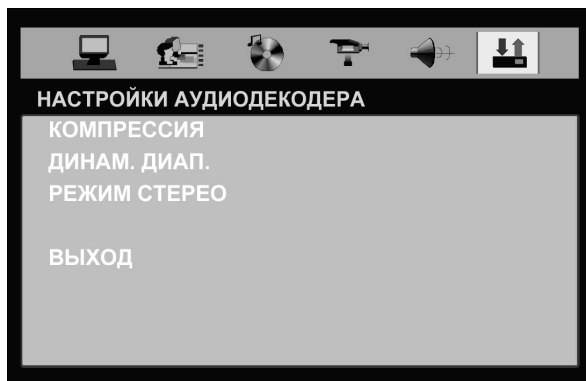 НАСТРОЙКИ АУДИОДЕКОДЕРА
КОМПРЕССИЯ
ДИНАМ. ДИАП.
РЕЖИМ СТЕРЕО
ВЫХОД